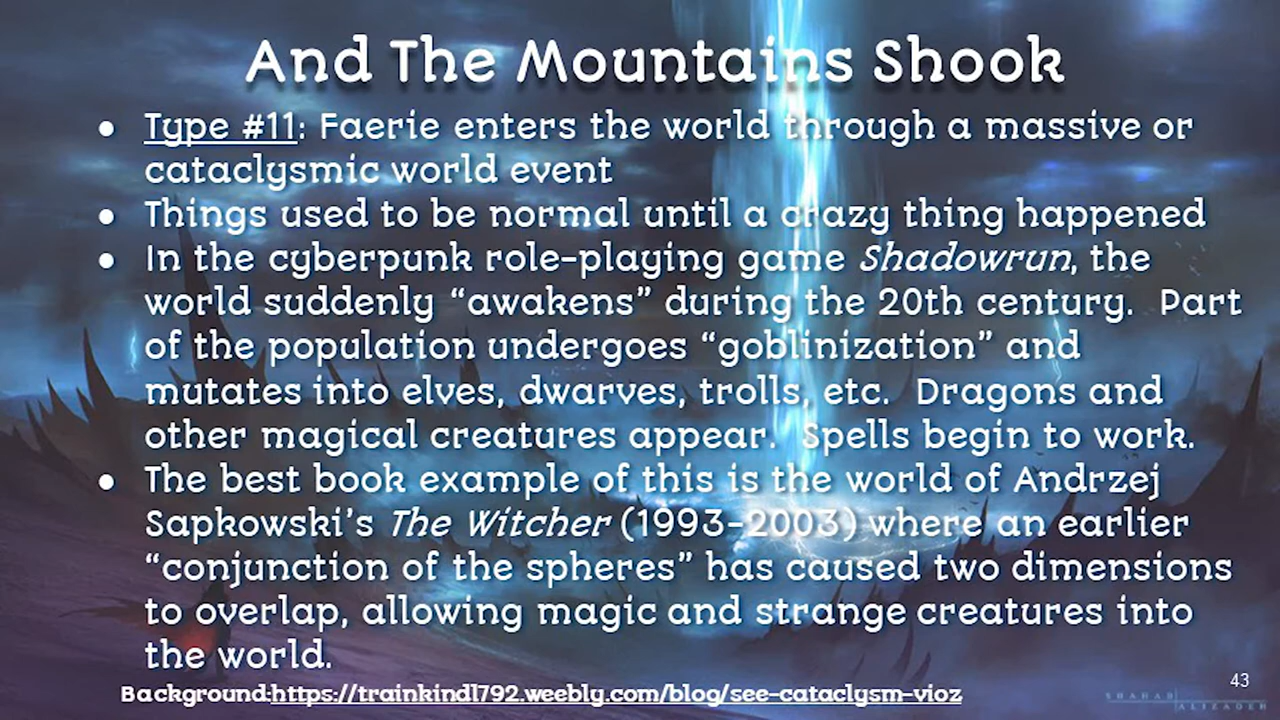 And The Mountains Shook
● Type #11: Faerie enters the world through a massive or
cataclysmic world event
● Things used to be normal until a crazy thing happened
● In the cyberpunk role-playing game Shadowrun, the
world suddenly “awakens” during the 20th century.  Part
of the population undergoes “goblinization” and
mutates into elves, dwarves, trolls, etc.  Dragons and
other magical creatures appear.  Spells begin to work.
● The best book example of this is the world of Andrzej
Sapkowski’s The Witcher (1993-2003) where an earlier
“conjunction of the spheres” has caused two dimensions
to overlap, allowing magic and strange creatures into
the world.
Background:https://trainkind792.weebly.com/blog/see-cataclysm-vioz
43
SHAHAB
ALIZADEH